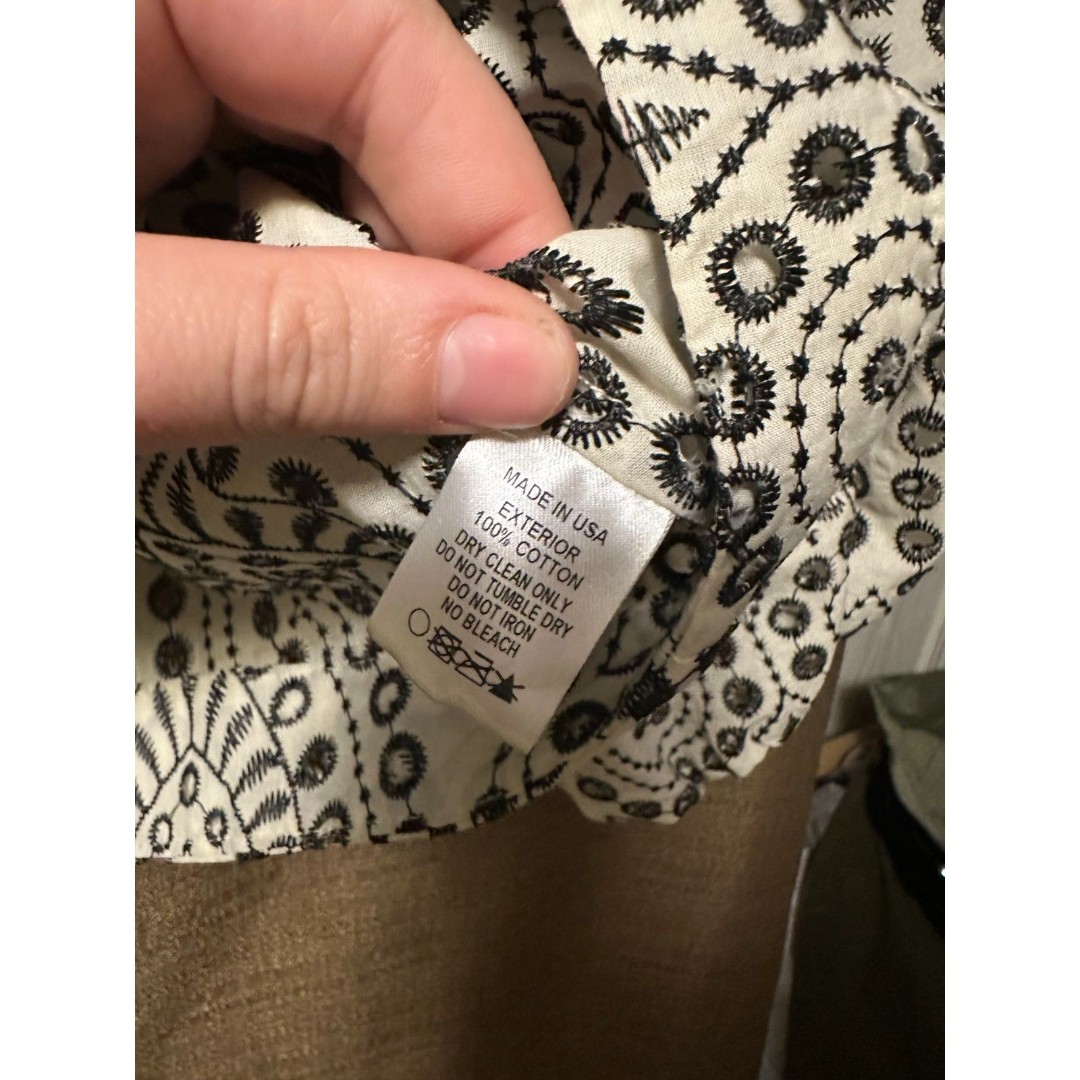 MADE IN USA
EXTERIOR
100% COTTON
DRY CLEAN ONLY
DO NOT TUMBLE DRY
DO NOT IRON
NO BLEACH